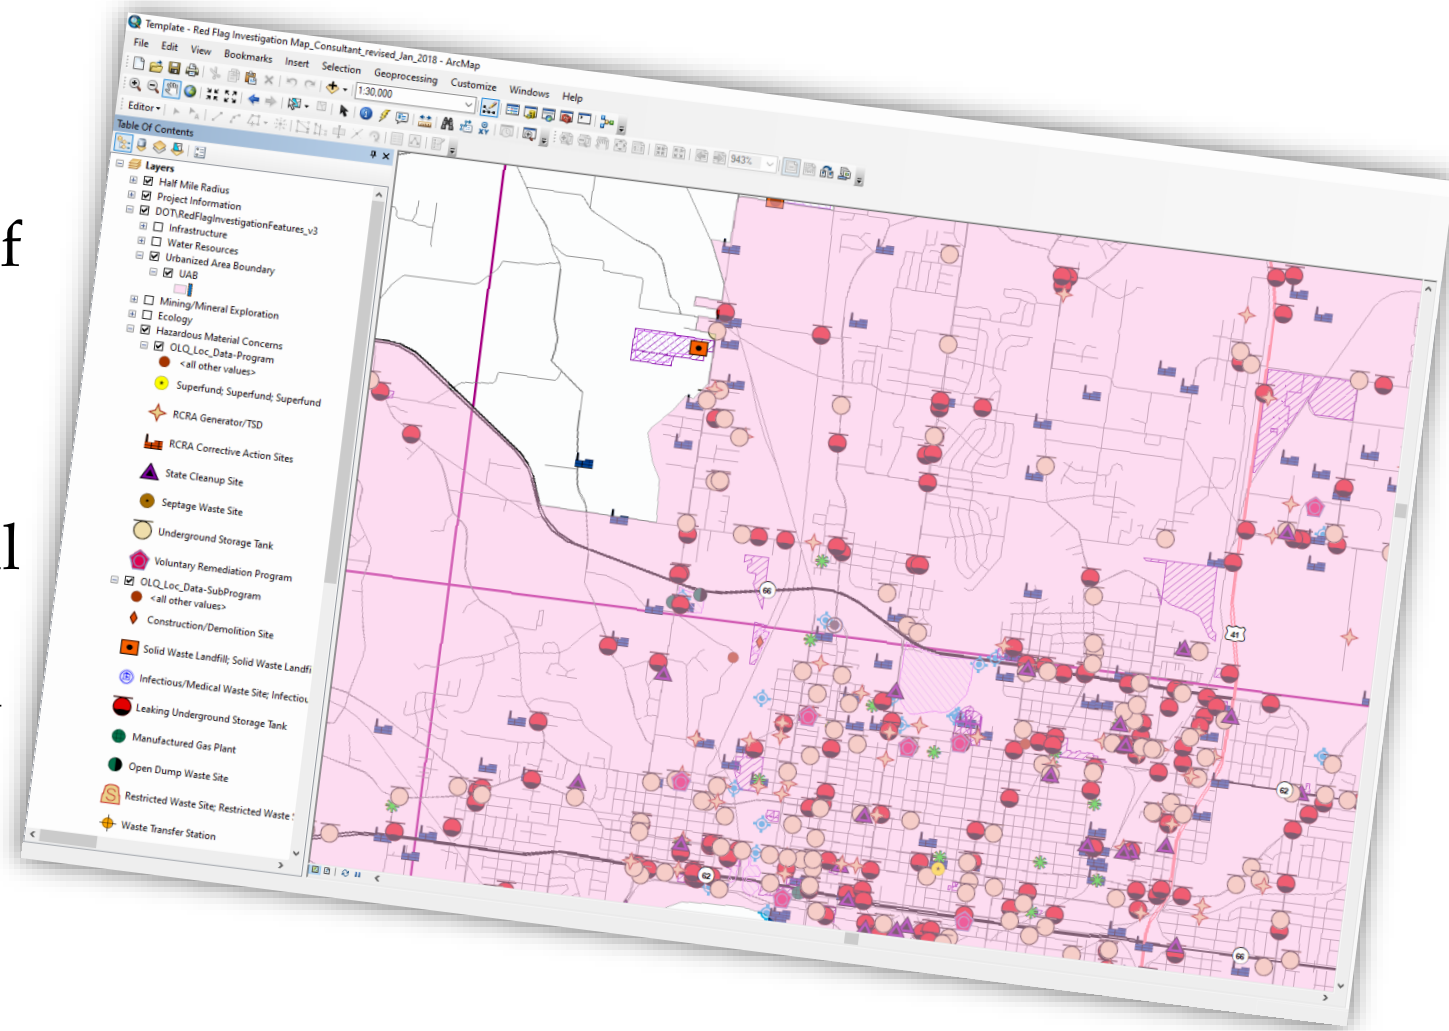 f
l
Template - Red Flag Investigation Map_Consultant_revised_Jan_2018 - ArcMap
File Edit View Bookmarks Insert Selection Geoprocessing Customize Windows Help
1:30,000
Editor
943%
Table Of Contents
Layers
Half Mile Radius
Project Information
DOT\RedFlagInvestigationFeatures_v3
Infrastructure
Water Resources
Urbanized Area Boundary
UAB
Mining/Mineral Exploration
Ecology
Hazardous Material Concerns
OLQ_Loc_Data-Program
<all other values>
Superfund; Superfund; Superfund
RCRA Generator/TSD
RCRA Corrective Action Sites
State Cleanup Site
Septage Waste Site
Underground Storage Tank
Voluntary Remediation Program
OLQ_Loc_Data-SubProgram
<all other values>
Construction/Demolition Site
Solid Waste Landfill; Solid Waste Landfi
Infectious/Medical Waste Site; Infectiou
Leaking Underground Storage Tank
Manufactured Gas Plant
Open Dump Waste Site
Restricted Waste Site; Restricted Waste
Waste Transfer Station
66
41
62
62
66